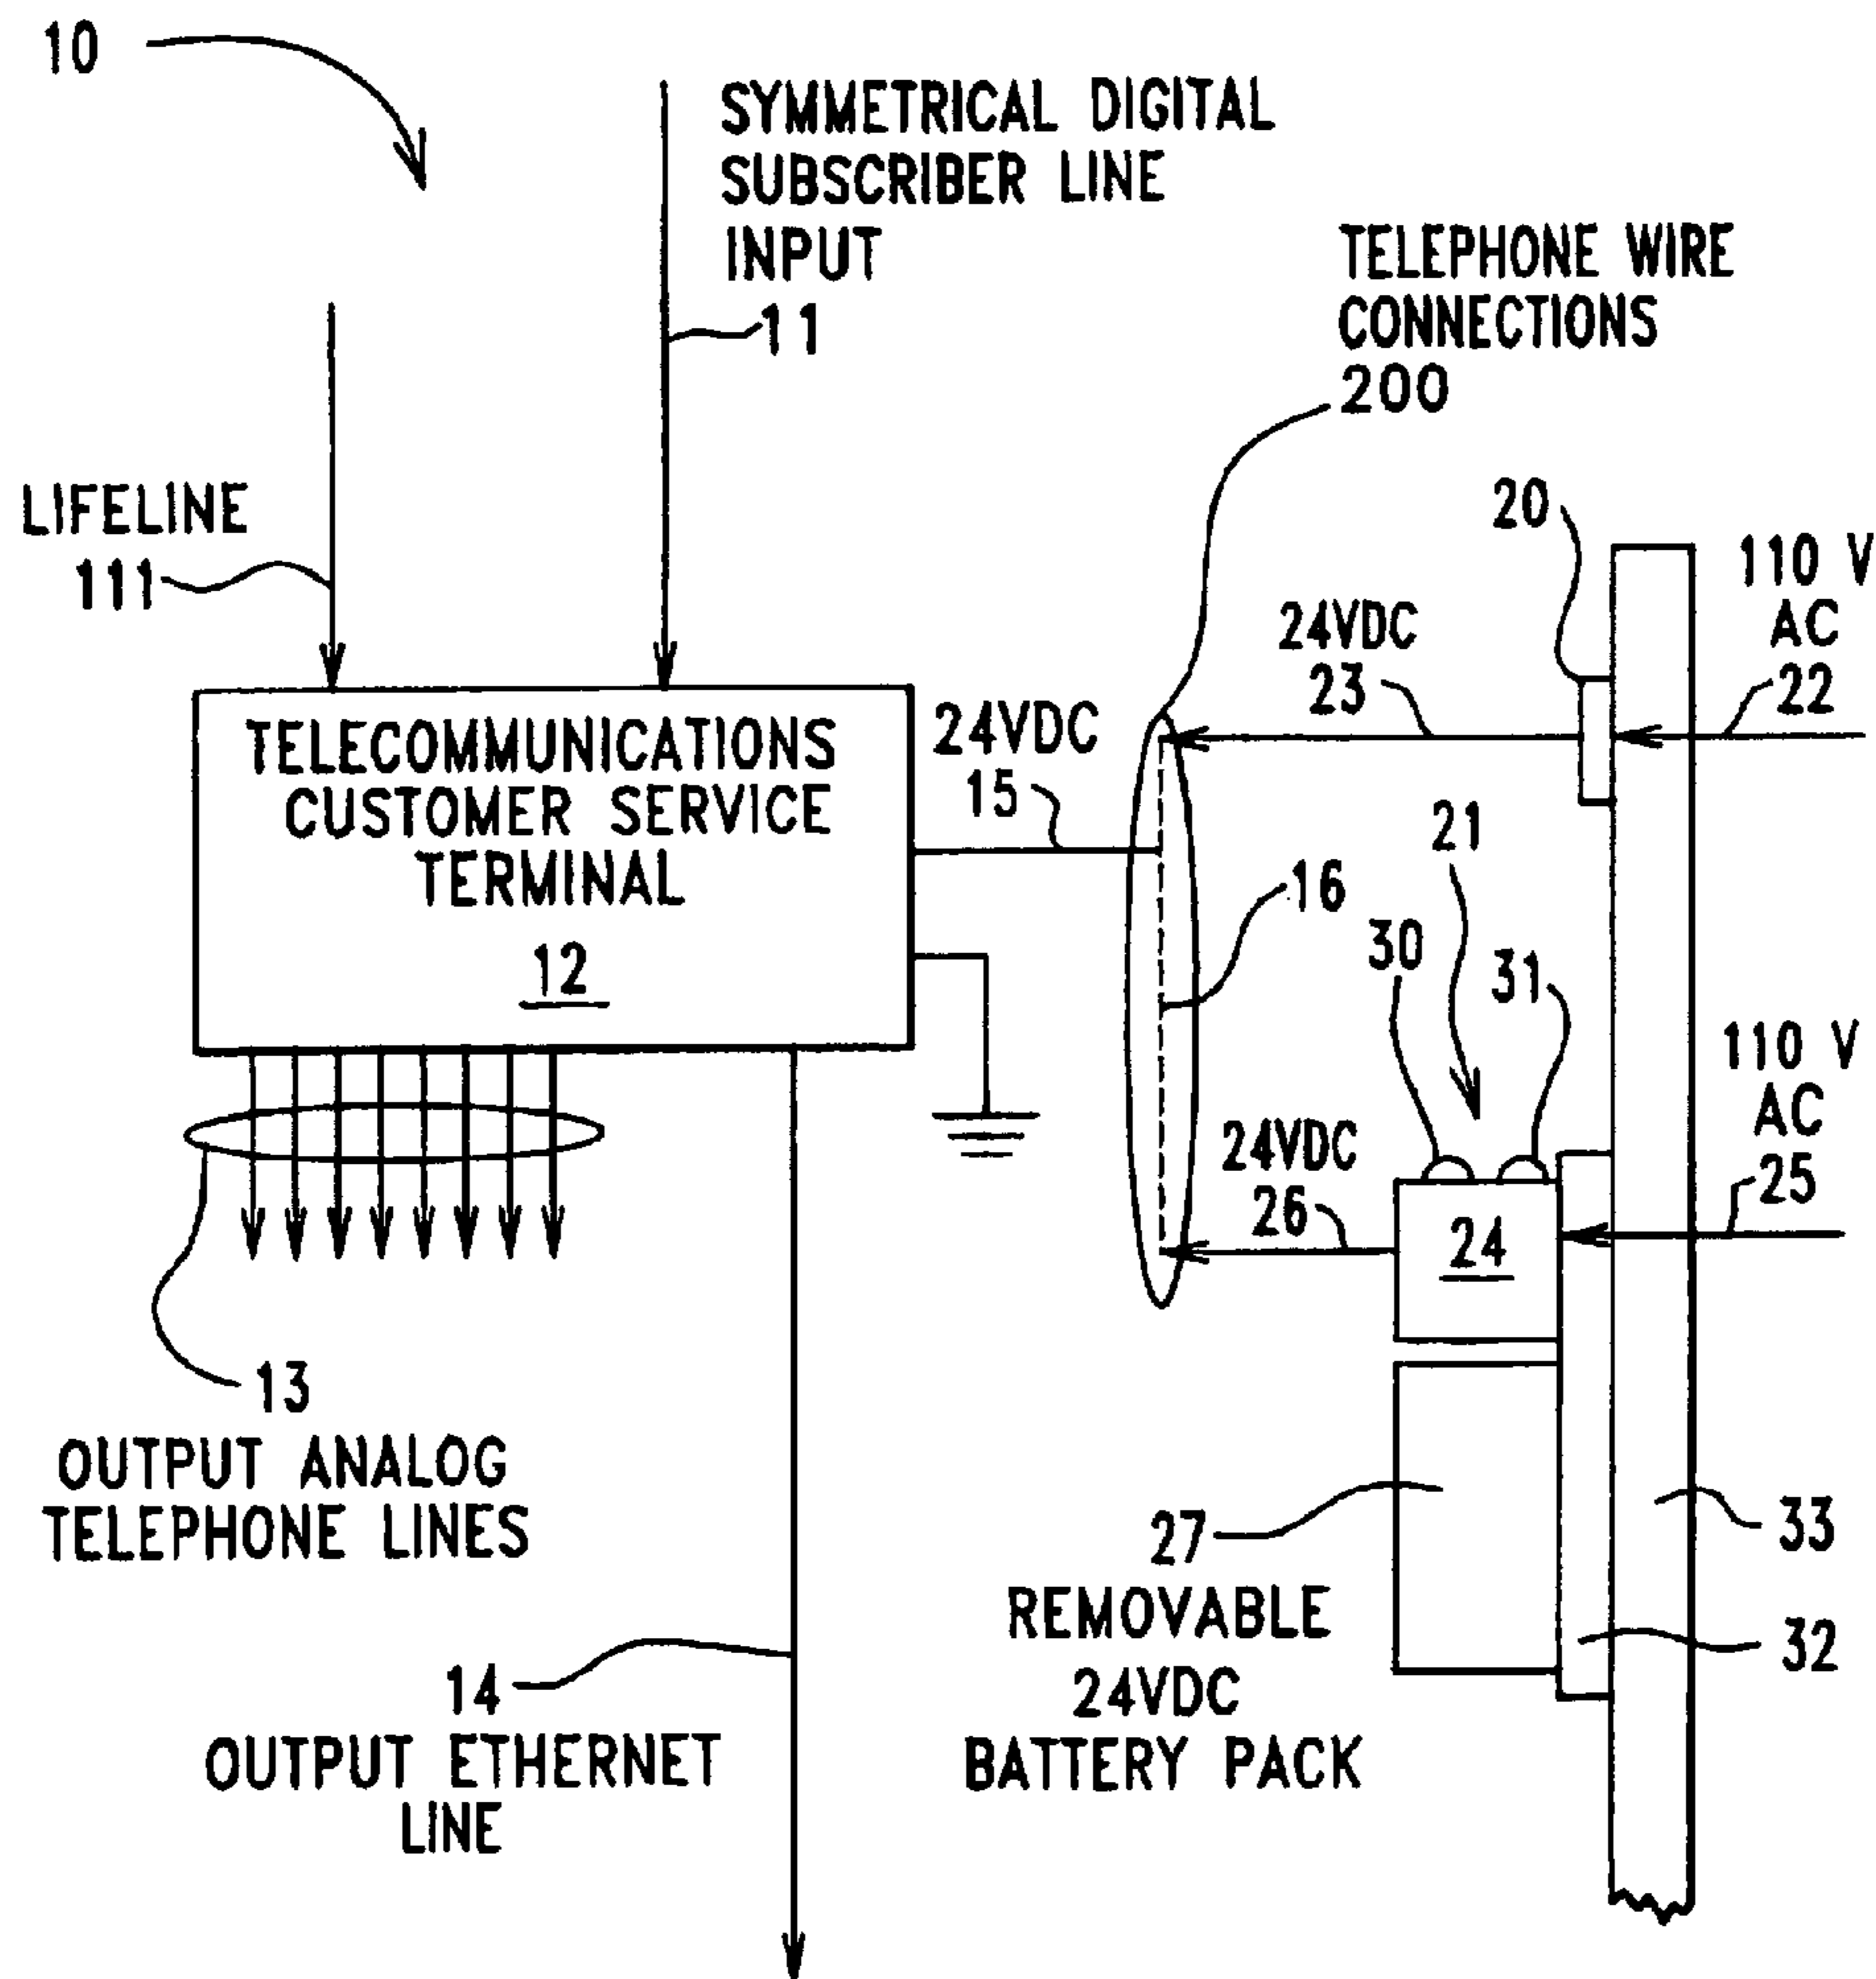 10
SYMMETRICAL DIGITAL
SUBSCRIBER LINE
INPUT
11
TELEPHONE WIRE
CONNECTIONS
200
LIFELINE
111
20
110 V
AC
22
24VDC
23
TELECOMMUNICATIONS
CUSTOMER SERVICE
TERMINAL
12
24VDC
15
21
16
30
31
110 V
AC
25
24VDC
26
24
13
OUTPUT ANALOG
TELEPHONE LINES
27
REMOVABLE
24VDC
BATTERY PACK
33
32
14
OUTPUT ETHERNET
LINE